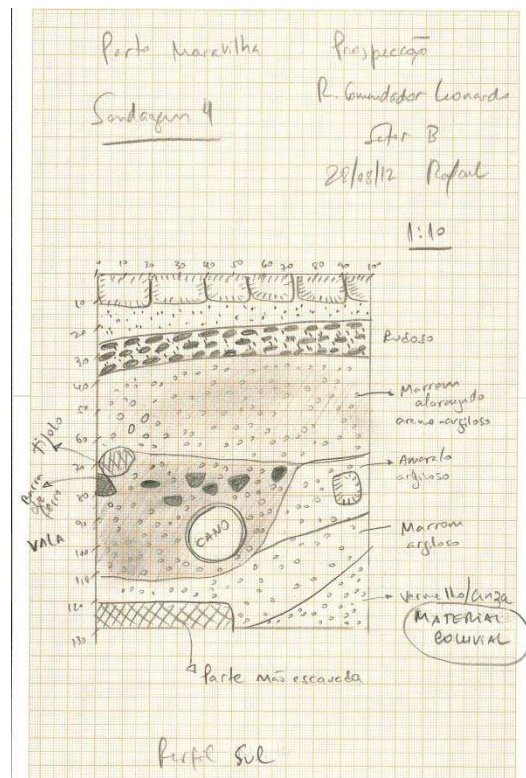 Porto Maravilha
Sondagem 4
Prospecção
R. Comendador Leonardo
Setor B
28/08/12 Rafael
1:10
0 10 20 30 40 50 60 70 80 90 100
10
20
30
40
50
60
70
80
90
100
110
120
130
Rudoso
Marrom
alaranjado
areno-argiloso
Amarelo
argiloso
Marrom
argiloso
Vermelho/cinza
MATERIAL
COLUVIAL
Tijolo
Barra
de
ferro
VALA
CANO
Parte não escavada
Perfil Sul